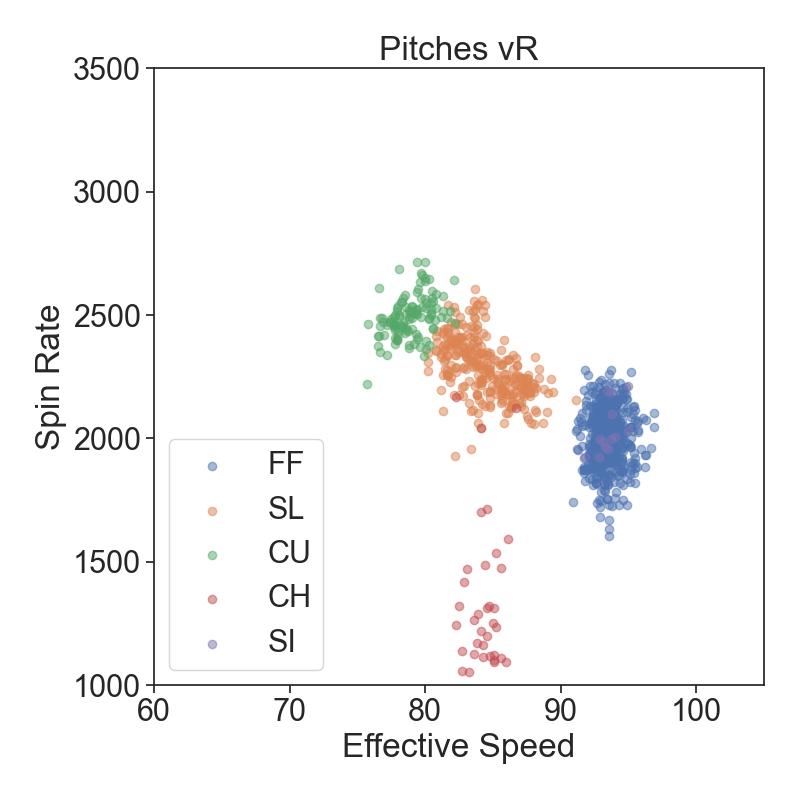 Pitches vR
3500
3000
2500
2000
1500
1000
Spin Rate
FF
SL
CU
CH
SI
60 70 80 90 100
Effective Speed